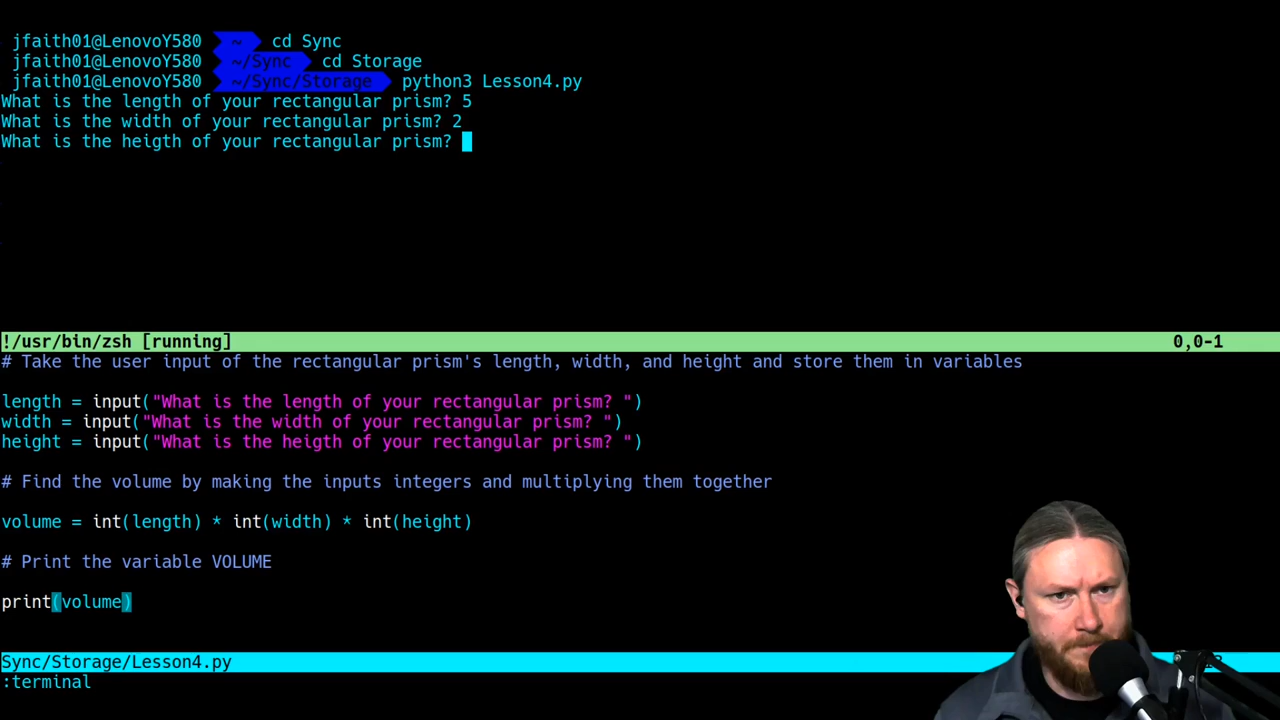 jfaith01@LenovoY580 ~ cd Sync
jfaith01@LenovoY580 ~/Sync cd Storage
jfaith01@LenovoY580 ~/Sync/Storage python3 Lesson4.py
What is the length of your rectangular prism? 5
What is the width of your rectangular prism? 2
What is the heigth of your rectangular prism?
!/usr/bin/zsh [running] 0,0-1
# Take the user input of the rectangular prism's length, width, and height and store them in variables
length = input("What is the length of your rectangular prism? ")
width = input("What is the width of your rectangular prism? ")
height = input("What is the heigth of your rectangular prism? ")
# Find the volume by making the inputs integers and multiplying them together
volume = int(length) * int(width) * int(height)
# Print the variable VOLUME
print(volume)
Sync/Storage/Lesson4.py
:terminal